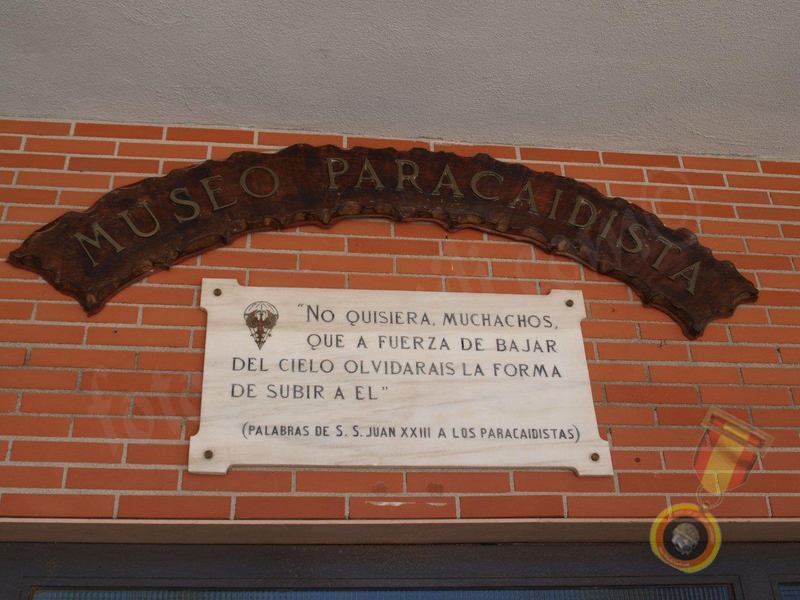 MUSEO PARACAIDISTA
"NO QUISIERA, MUCHACHOS,
QUE A FUERZA DE BAJAR
DEL CIELO OLVIDARAIS LA FORMA
DE SUBIR A EL"
(PALABRAS DE S. S. JUAN XXIII A LOS PARACAIDISTAS)